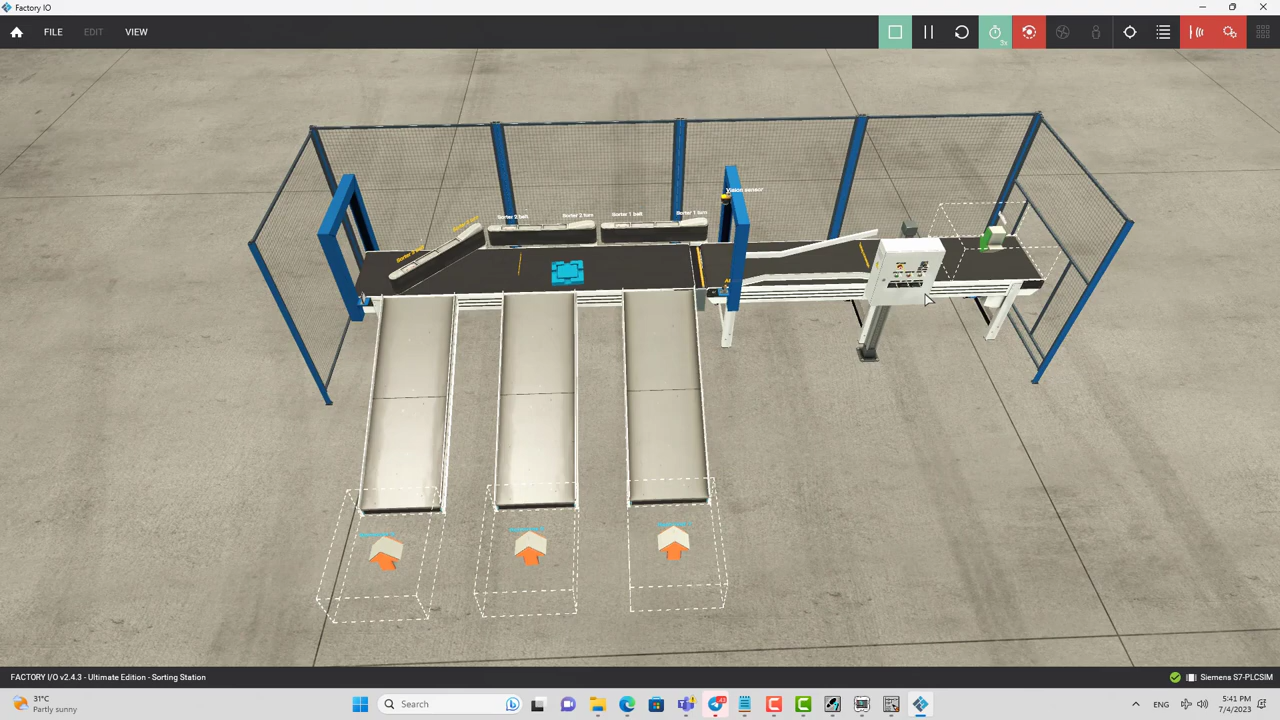 Factory IO
FILE EDIT VIEW
3x
Vision sensor
Sorter 2 belt
Sorter 2 turn
Sorter 1 belt
Sorter 1 turn
FACTORY I/O v2.4.3 - Ultimate Edition - Sorting Station
Siemens S7-PLCSIM
31°C
Partly sunny
Search
ENG
5:41 PM
7/4/2023